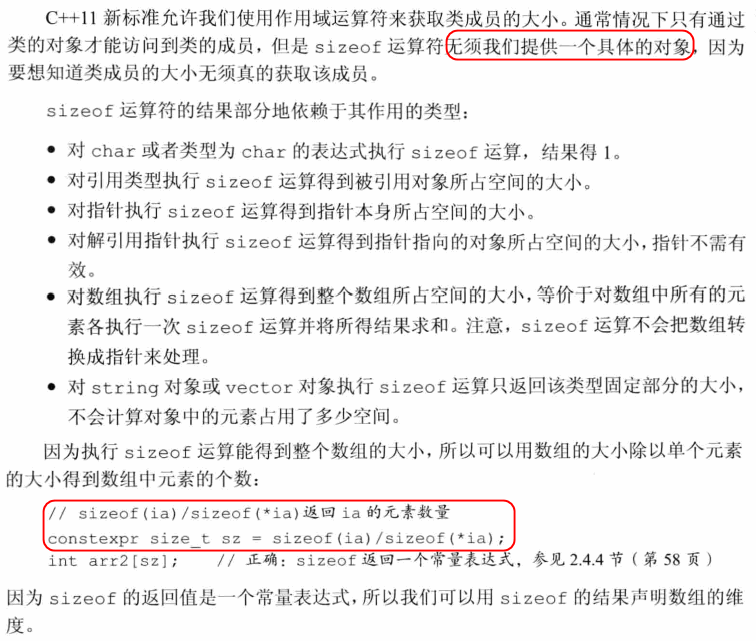 C++11 新标准允许我们使用作用域运算符来获取类成员的大小。通常情况下只有通过
类的对象才能访问到类的成员，但是 sizeof 运算符无须我们提供一个具体的对象，因为
要想知道类成员的大小无须真的获取该成员。
sizeof 运算符的结果部分地依赖于其作用的类型：
● 对 char 或者类型为 char 的表达式执行 sizeof 运算，结果得 1。
● 对引用类型执行 sizeof 运算得到被引用对象所占空间的大小。
● 对指针执行 sizeof 运算得到指针本身所占空间的大小。
● 对解引用指针执行 sizeof 运算得到指针指向的对象所占空间的大小，指针不需有
效。
● 对数组执行 sizeof 运算得到整个数组所占空间的大小，等价于对数组中所有的元
素各执行一次 sizeof 运算并将所得结果求和。注意，sizeof 运算不会把数组转
换成指针来处理。
● 对 string 对象或 vector 对象执行 sizeof 运算只返回该类型固定部分的大小，
不会计算对象中的元素占用了多少空间。
因为执行 sizeof 运算能得到整个数组的大小，所以可以用数组的大小除以单个元素
的大小得到数组中元素的个数：
// sizeof(ia)/sizeof(*ia)返回 ia 的元素数量
constexpr size_t sz = sizeof(ia)/sizeof(*ia);
int arr2[sz]; // 正确：sizeof 返回一个常量表达式，参见 2.4.4 节（第 58 页）
因为 sizeof 的返回值是一个常量表达式，所以我们可以用 sizeof 的结果声明数组的维
度。